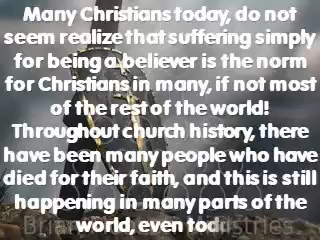 Many Christians today, do not
seem realize that suffering simply
for being a believer is the norm
for Christians in many, if not most
of the rest of the world!
Throughout church history, there
have been many people who have
died for their faith, and this is still
happening in many parts of the
world, even